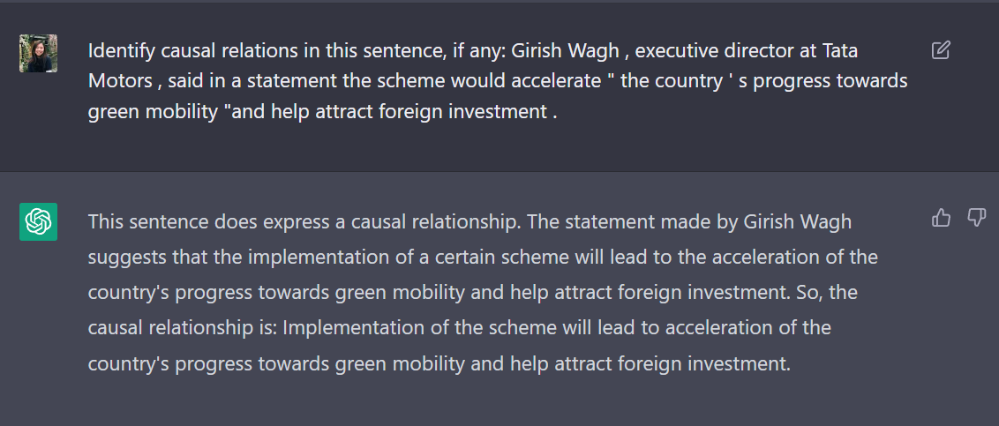 Identify causal relations in this sentence, if any: Girish Wagh , executive director at Tata
Motors , said in a statement the scheme would accelerate " the country ' s progress towards
green mobility "and help attract foreign investment .
This sentence does express a causal relationship. The statement made by Girish Wagh
suggests that the implementation of a certain scheme will lead to the acceleration of the
country's progress towards green mobility and help attract foreign investment. So, the
causal relationship is: Implementation of the scheme will lead to acceleration of the
country's progress towards green mobility and help attract foreign investment.